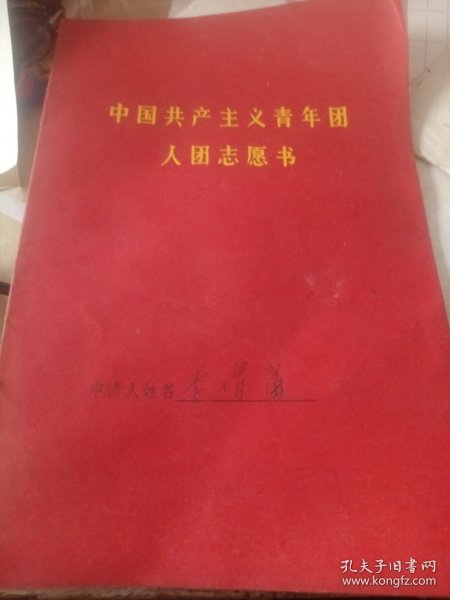 中国共产主义青年团
入团志愿书
申请人姓名 李
孔夫子旧书网
www.kongfz.com